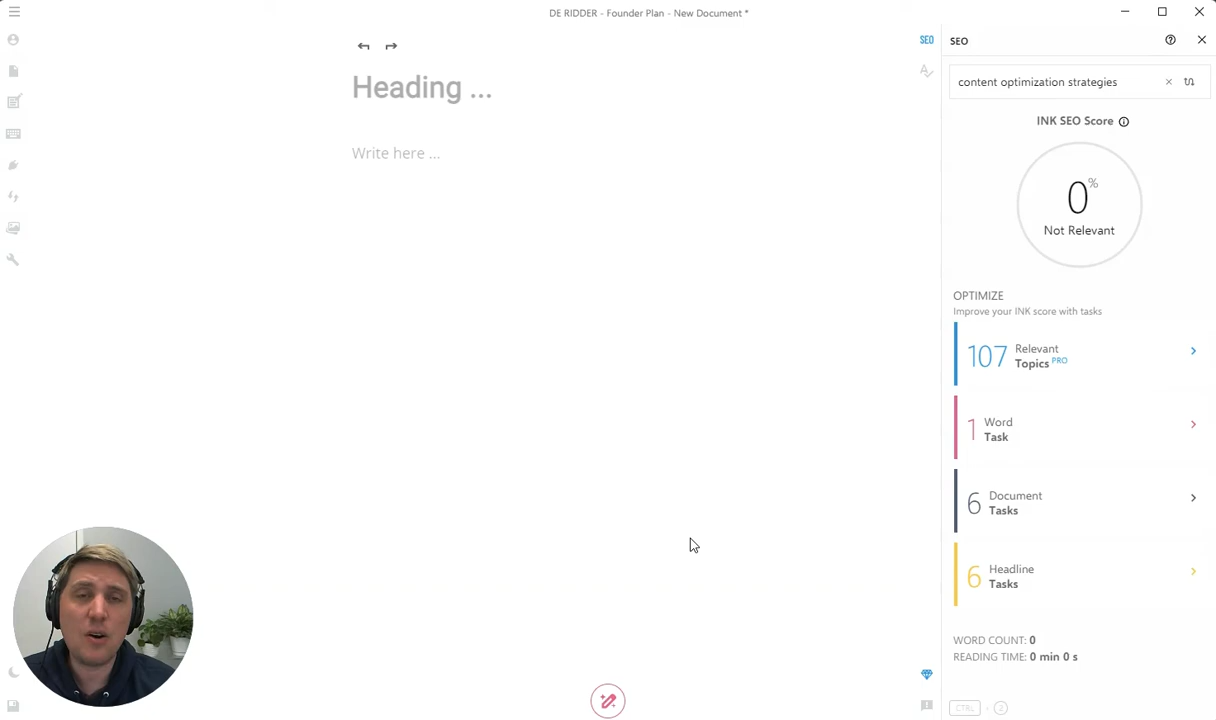 DE RIDDER - Founder Plan - New Document *
Heading ...
Write here ...
SEO
SEO
content optimization strategies
INK SEO Score
0%
Not Relevant
OPTIMIZE
Improve your INK score with tasks
107 Relevant
Topics PRO
1 Word
Task
6 Document
Tasks
6 Headline
Tasks
WORD COUNT: 0
READING TIME: 0 min 0 s
CTRL + 2